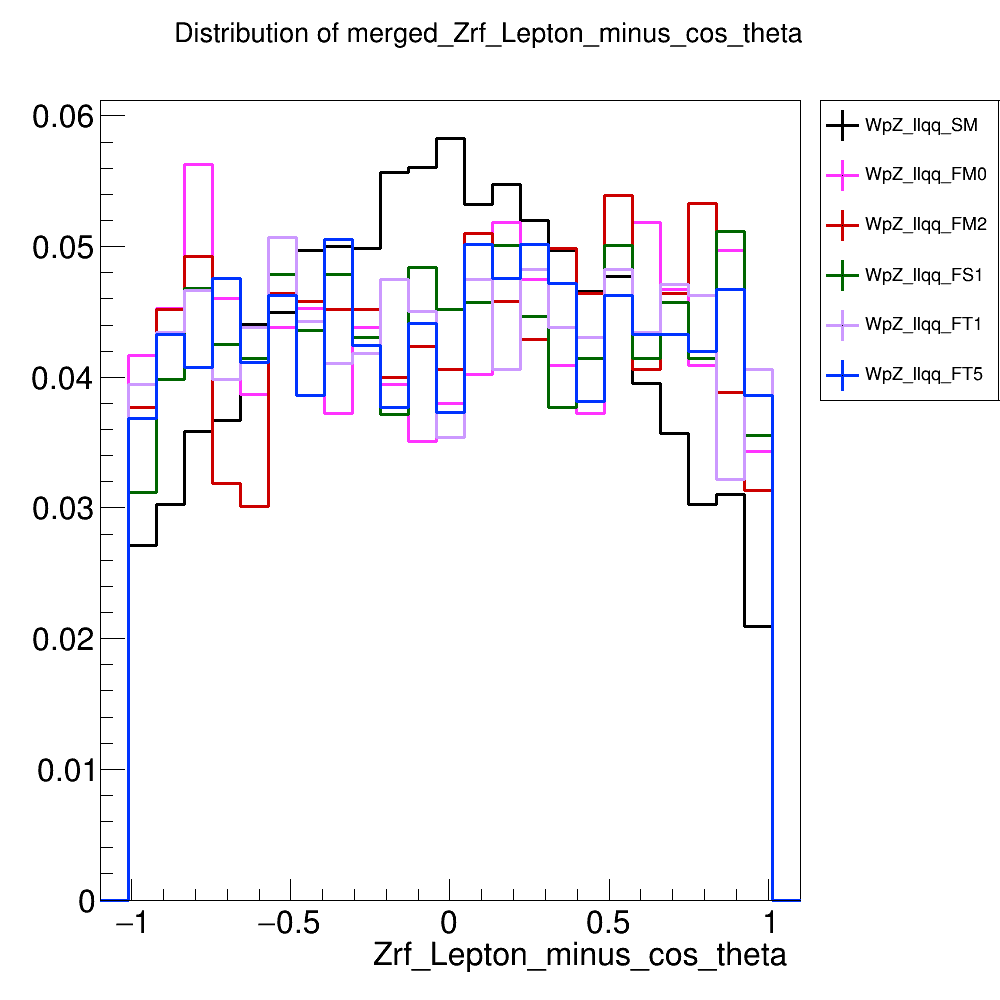 Distribution of merged_Zrf_Lepton_minus_cos_theta
0.06
0.05
0.04
0.03
0.02
0.01
0
−1
−0.5
0
0.5
1
Zrf_Lepton_minus_cos_theta
WpZ_llqq_SM
WpZ_llqq_FM0
WpZ_llqq_FM2
WpZ_llqq_FS1
WpZ_llqq_FT1
WpZ_llqq_FT5